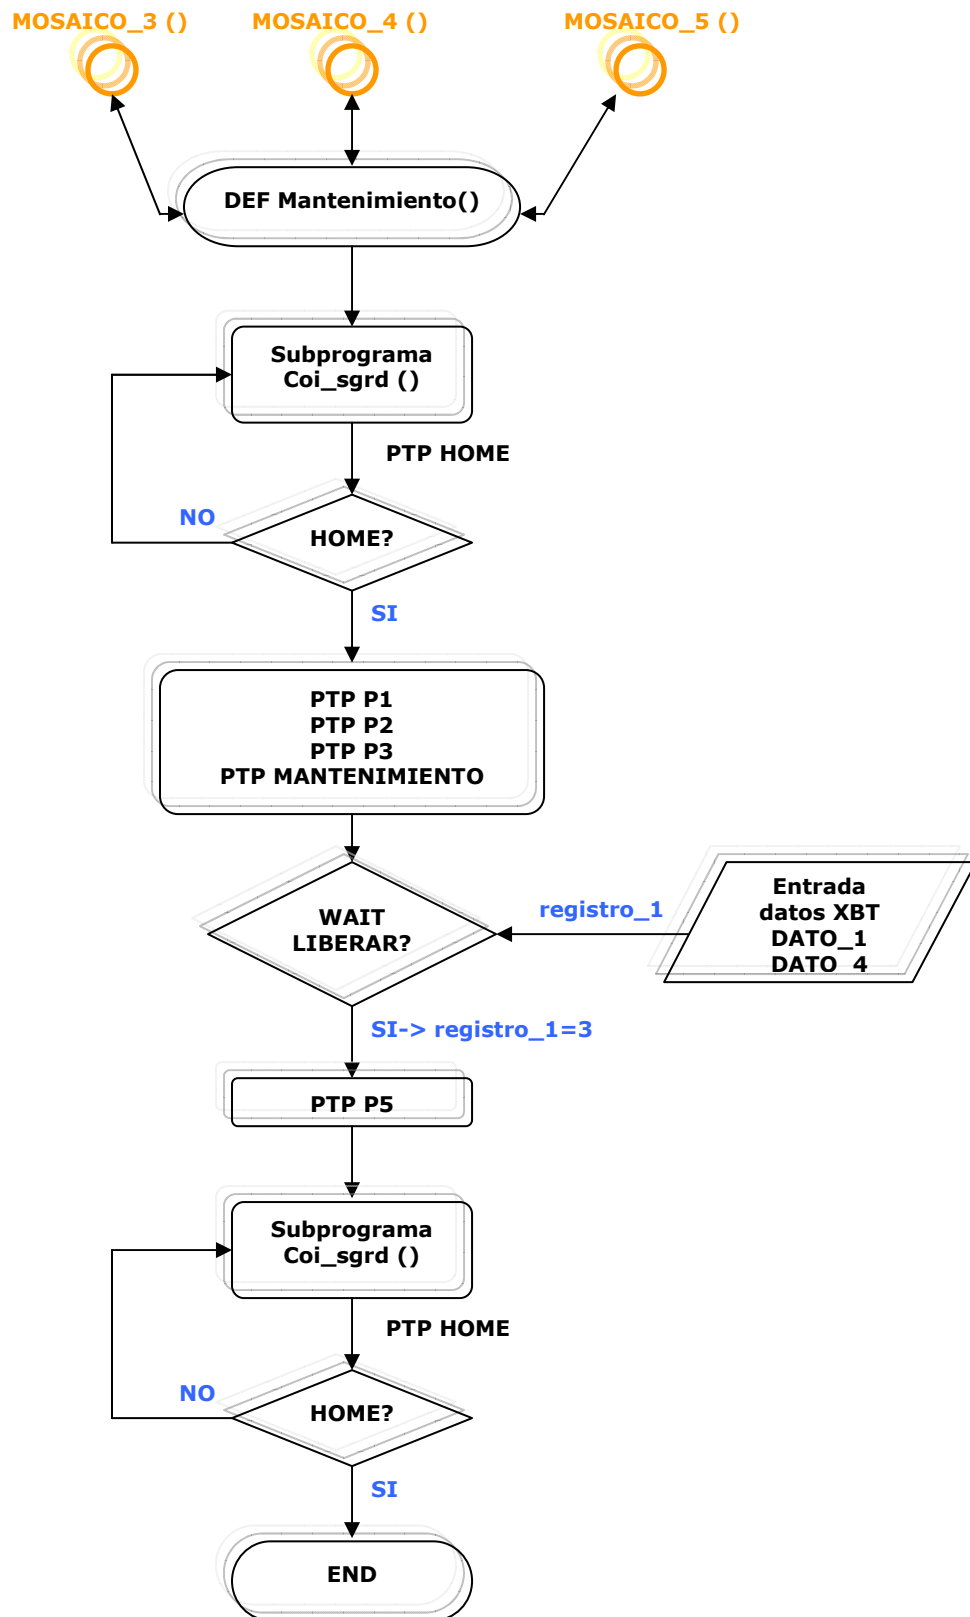 MOSAICO_3 ()
MOSAICO_4 ()
MOSAICO_5 ()
DEF Mantenimiento()
Subprograma
Coi_sgrd ()
PTP HOME
NO
HOME?
SI
PTP P1
PTP P2
PTP P3
PTP MANTENIMIENTO
WAIT
LIBERAR?
registro_1
Entrada
datos XBT
DATO_1
DATO 4
SI-> registro_1=3
PTP P5
Subprograma
Coi_sgrd ()
PTP HOME
NO
HOME?
SI
END